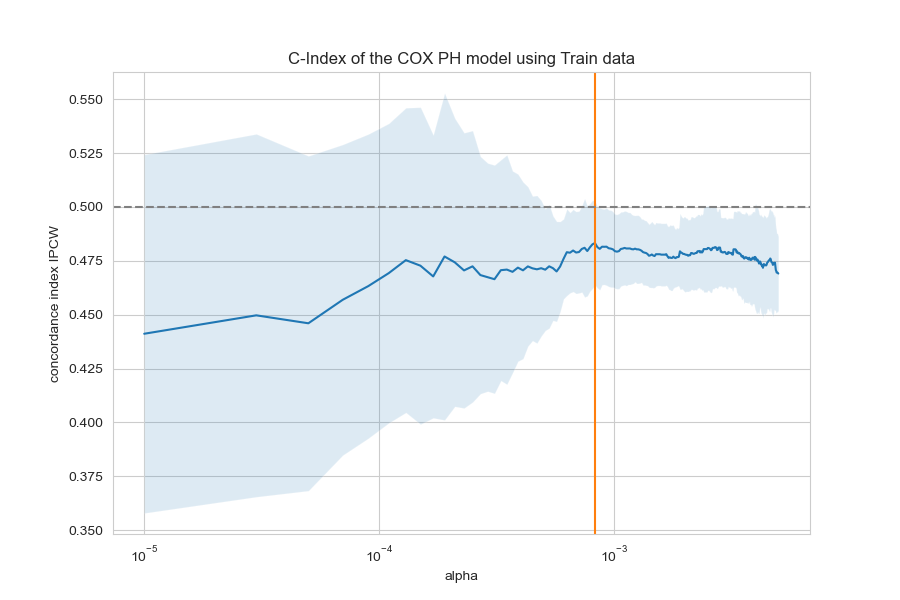 C-Index of the COX PH model using Train data
concordance index IPCW
0.550
0.525
0.500
0.475
0.450
0.425
0.400
0.375
0.350
10⁻⁵ 10⁻⁴ 10⁻³
alpha